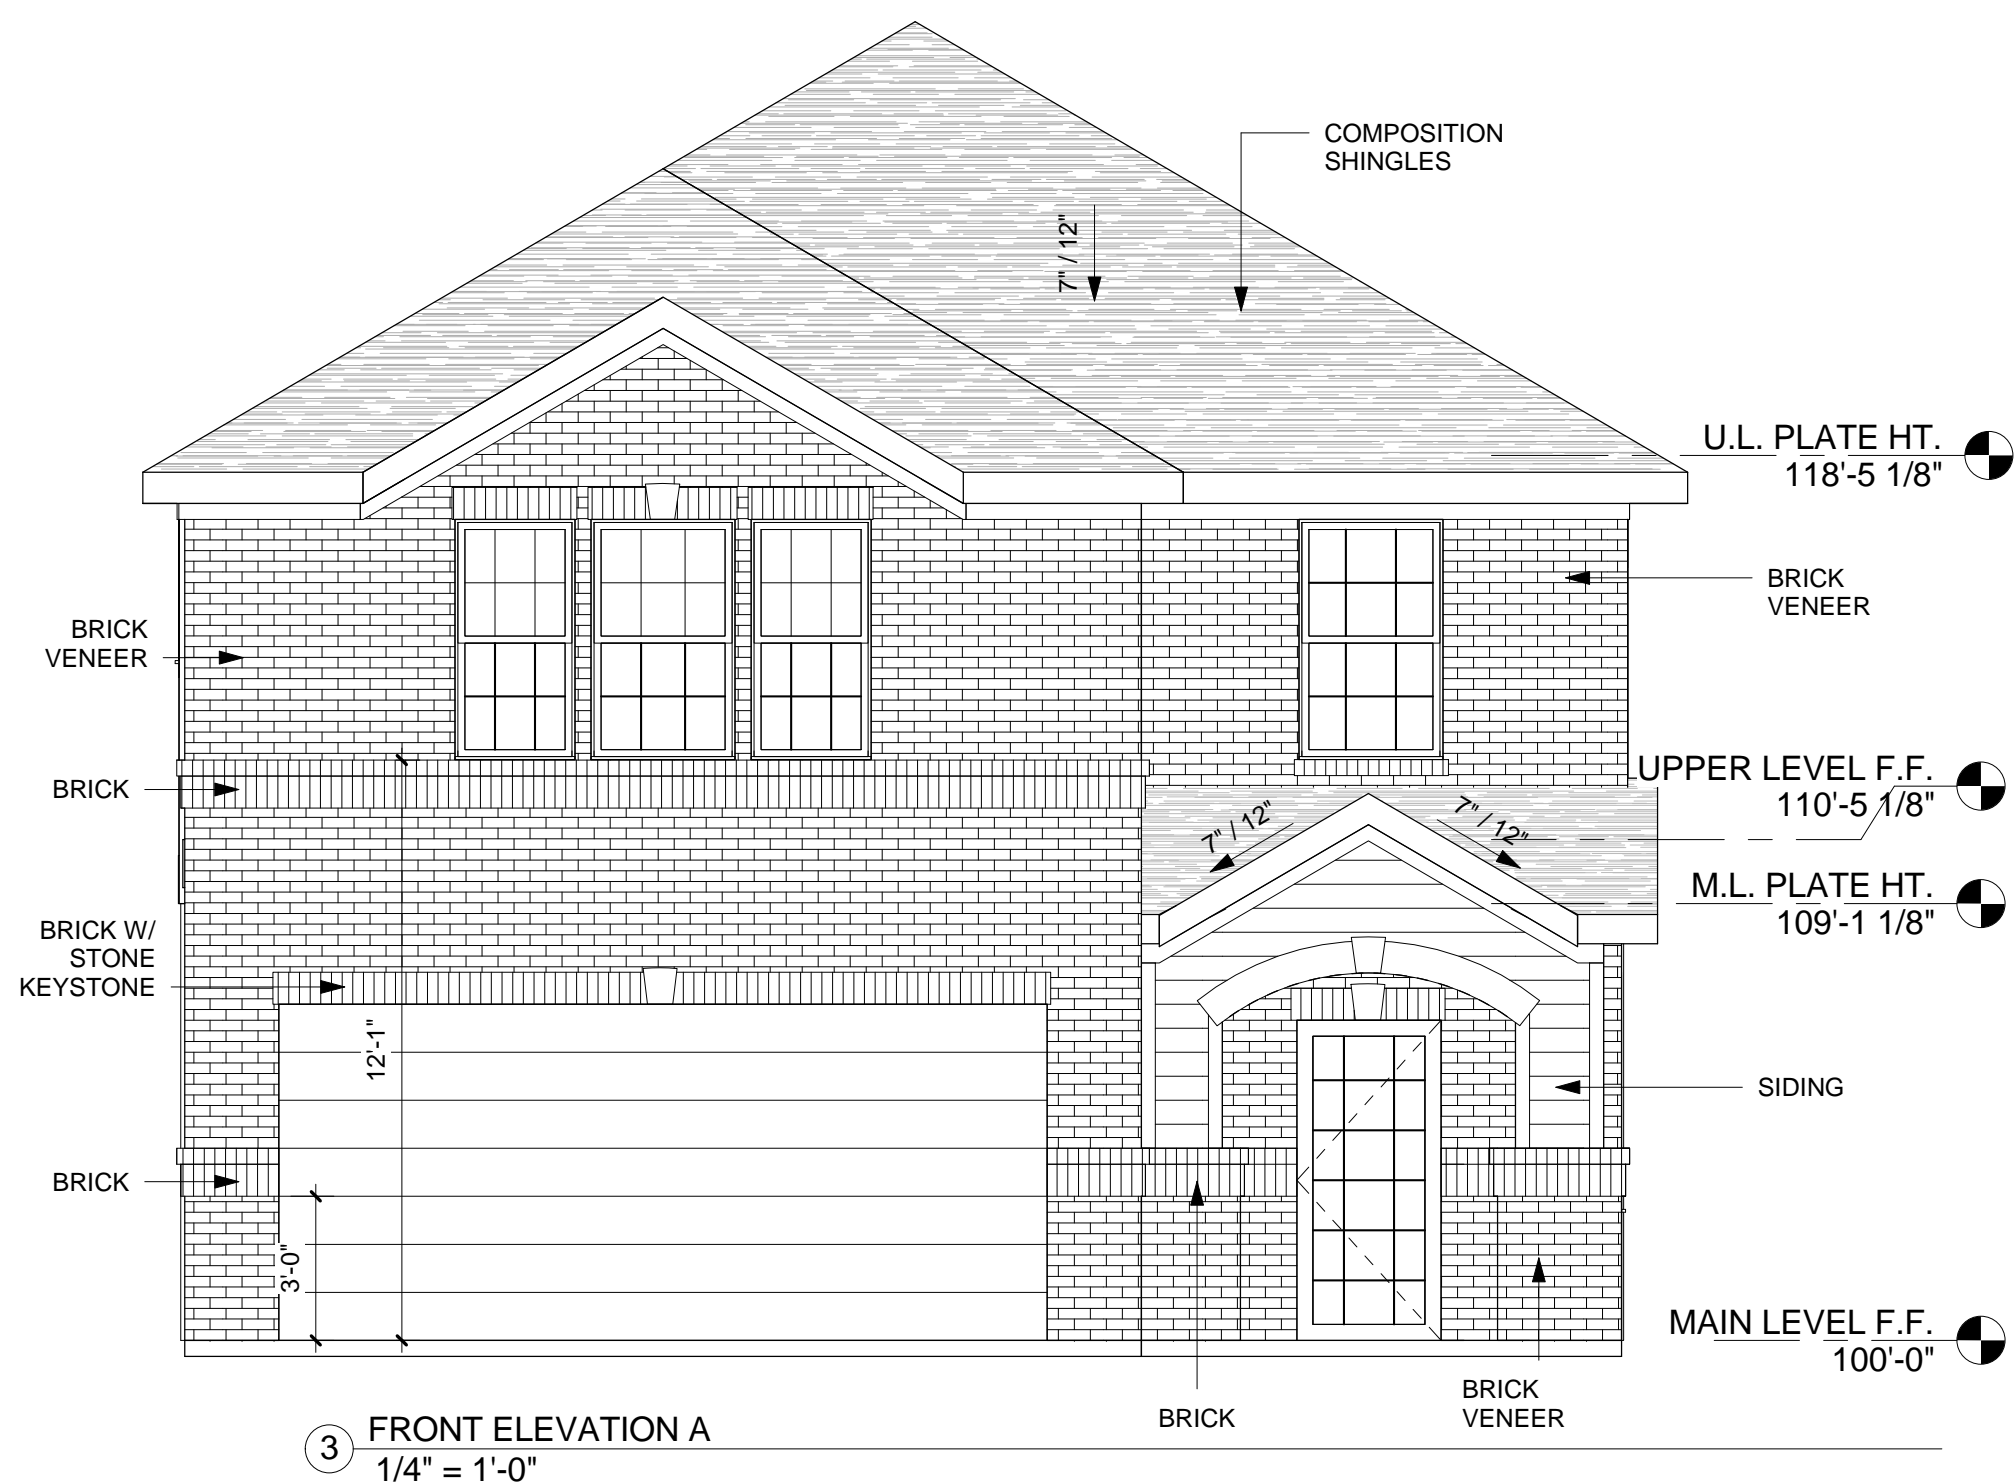 COMPOSITION
SHINGLES
7" / 12"
U.L. PLATE HT.
118'-5 1/8"
BRICK
VENEER
BRICK
VENEER
UPPER LEVEL F.F.
110'-5 1/8"
BRICK
7" / 12"
7" / 12"
M.L. PLATE HT.
109'-1 1/8"
BRICK W/
STONE
KEYSTONE
12'-1"
SIDING
BRICK
3'-0"
MAIN LEVEL F.F.
100'-0"
BRICK
BRICK
VENEER
3
FRONT ELEVATION A
1/4" = 1'-0"